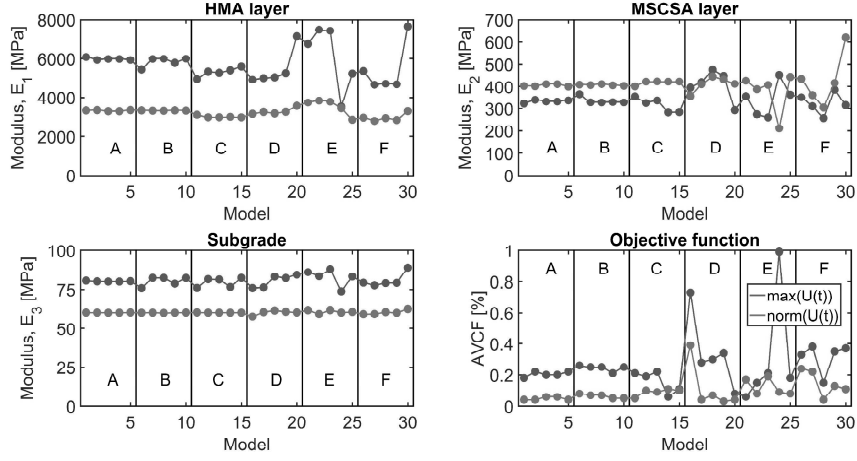 HMA layer
Modulus, E1 [MPa]
8000
6000
4000
2000
0
A B C D E F
5 10 15 20 25 30
Model
MSCSA layer
Modulus, E2 [MPa]
700
600
500
400
300
200
100
0
A B C D E F
5 10 15 20 25 30
Model
Subgrade
Modulus, E3 [MPa]
100
75
50
25
0
A B C D E F
5 10 15 20 25 30
Model
Objective function
AVCF [%]
1
0.8
0.6
0.4
0.2
0
A B C D E F
max(U(t))
norm(U(t))
5 10 15 20 25 30
Model